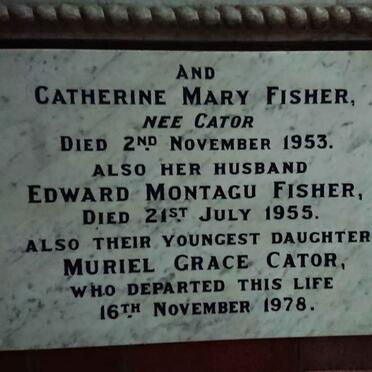 AND
CATHERINE MARY FISHER,
NEE CATOR
DIED 2ND NOVEMBER 1953.
ALSO HER HUSBAND
EDWARD MONTAGU FISHER,
DIED 21ST JULY 1955.
ALSO THEIR YOUNGEST DAUGHTER
MURIEL GRACE CATOR,
WHO DEPARTED THIS LIFE
16TH NOVEMBER 1978.